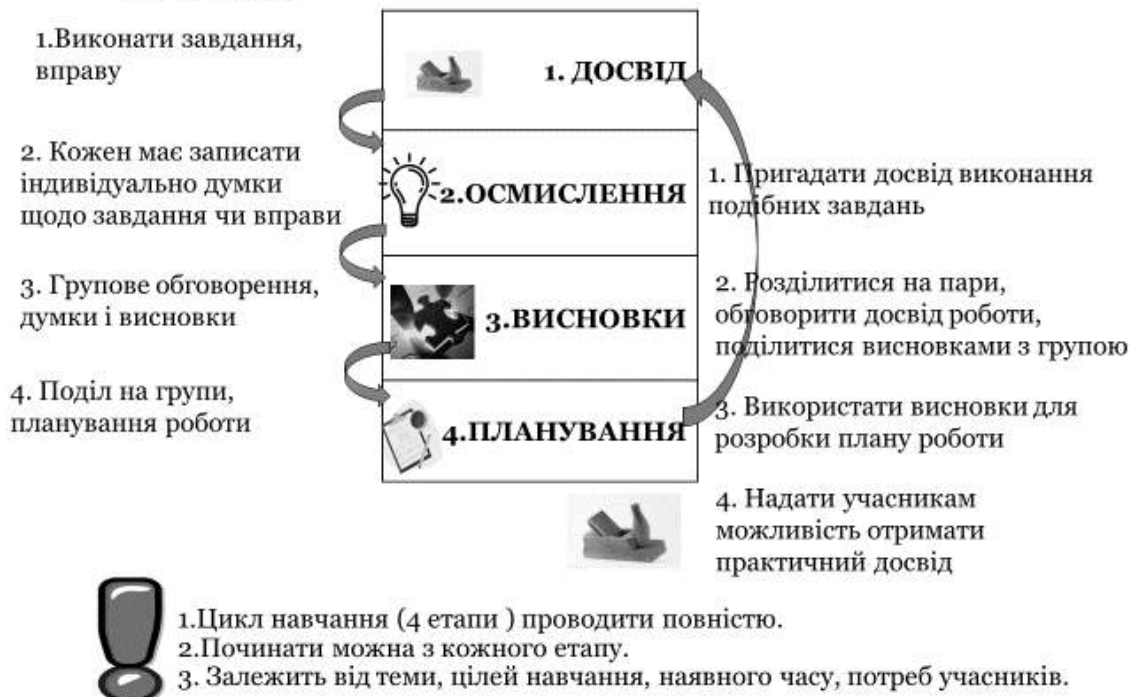 1.Виконати завдання,
вправу
2. Кожен має записати
індивідуально думки
щодо завдання чи вправи
3. Групове обговорення,
думки і висновки
4. Поділ на групи,
планування роботи
1. ДОСВІД
2.ОСМИСЛЕННЯ
3.ВИСНОВКИ
4.ПЛАНУВАННЯ
1. Пригадати досвід виконання
подібних завдань
2. Розділитися на пари,
обговорити досвід роботи,
поділитися висновками з групою
3. Використати висновки для
розробки плану роботи
4. Надати учасникам
можливість отримати
практичний досвід
1.Цикл навчання (4 етапи ) проводити повністю.
2.Починати можна з кожного етапу.
3. Залежить від теми, цілей навчання, наявного часу, потреб учасників.